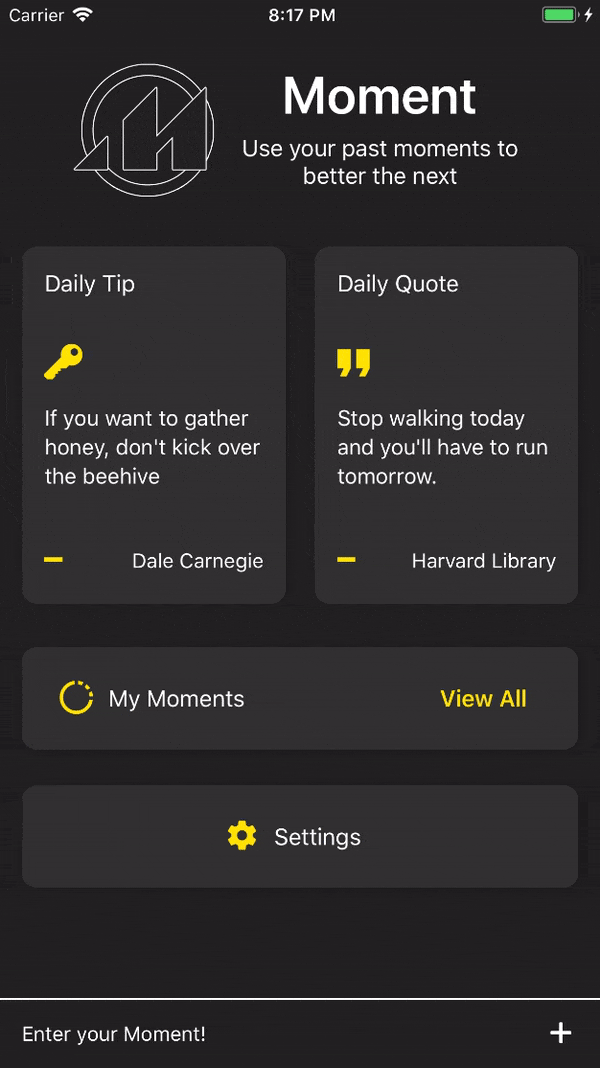 Carrier 8:17 PM
Moment
Use your past moments to
better the next
Daily Tip
If you want to gather
honey, don't kick over
the beehive
Dale Carnegie
Daily Quote
Stop walking today
and you'll have to run
tomorrow.
Harvard Library
My Moments View All
Settings
Enter your Moment!